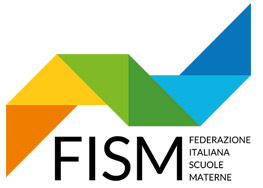 FISM
FEDERAZIONE
ITALIANA
SCUOLE
MATERNE